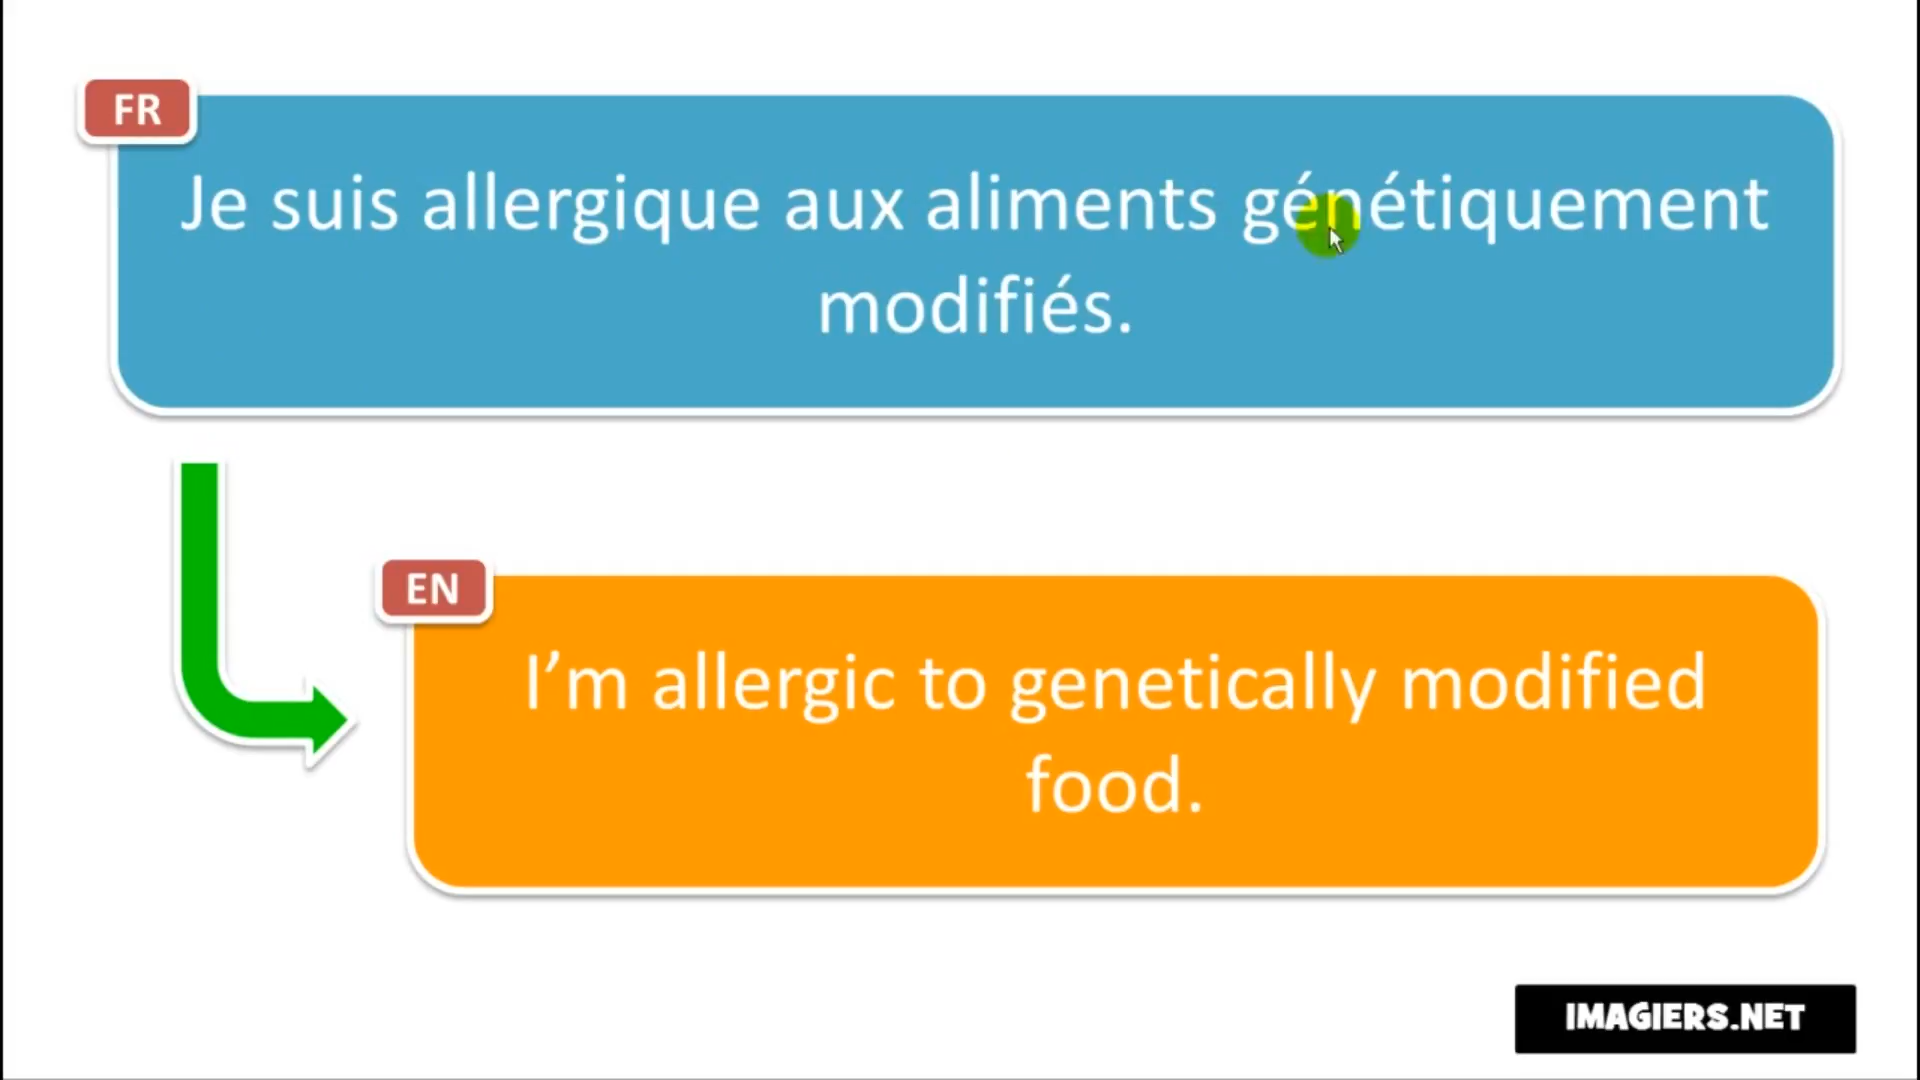 FR
Je suis allergique aux aliments génétiquement
modifiés.
EN
I’m allergic to genetically modified
food.
IMAGIERS.NET